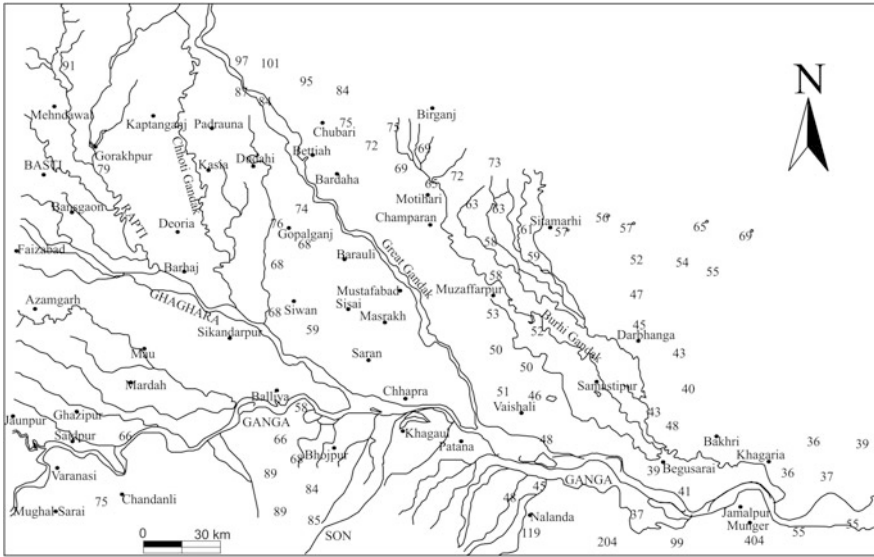 97
101
N
91
95
87
84
84
Mehndawal
Kaptanganj
Padrauna
Chubari
75
75
Birganj
72
69
Gorakhpur
Bettiah
73
BASTI
79
Kasia
Dudahi
Bardaha
69
72
65
Chhoti Gandak
Motihari
Bansgaon
RAPTI
74
63
63
Champaran
Sitamarhi
56
Deoria
76
Gopalganj
61
57
57
65
69
68
58
Faizabad
Barauli
Great Gandak
59
52
54
Barhaj
68
58
55
Azamgarh
GHAGHARA
Mustafabad
Muzaffarpur
47
Siwan
Sisai
Sikandarpur
68
59
Masrakh
53
Burhi Gandak
52
45
Darbhanga
Mau
50
43
Saran
50
Mardah
Samastipur
Balliya
Chhapra
51
46
40
Jaunpur
Ghazipur
58
Vaishali
43
GANGA
48
Saidpur
66
66
Khagaul
Patana
48
Bakhri
36
39
Bhojpur
68
Varanasi
89
39
Begusarai
Khagaria
36
37
75
Chandanli
84
45
GANGA
41
48
Mughal Sarai
89
85
Nalanda
37
Jamalpur
Munger
0
30 km
SON
119
204
99
404
55
55